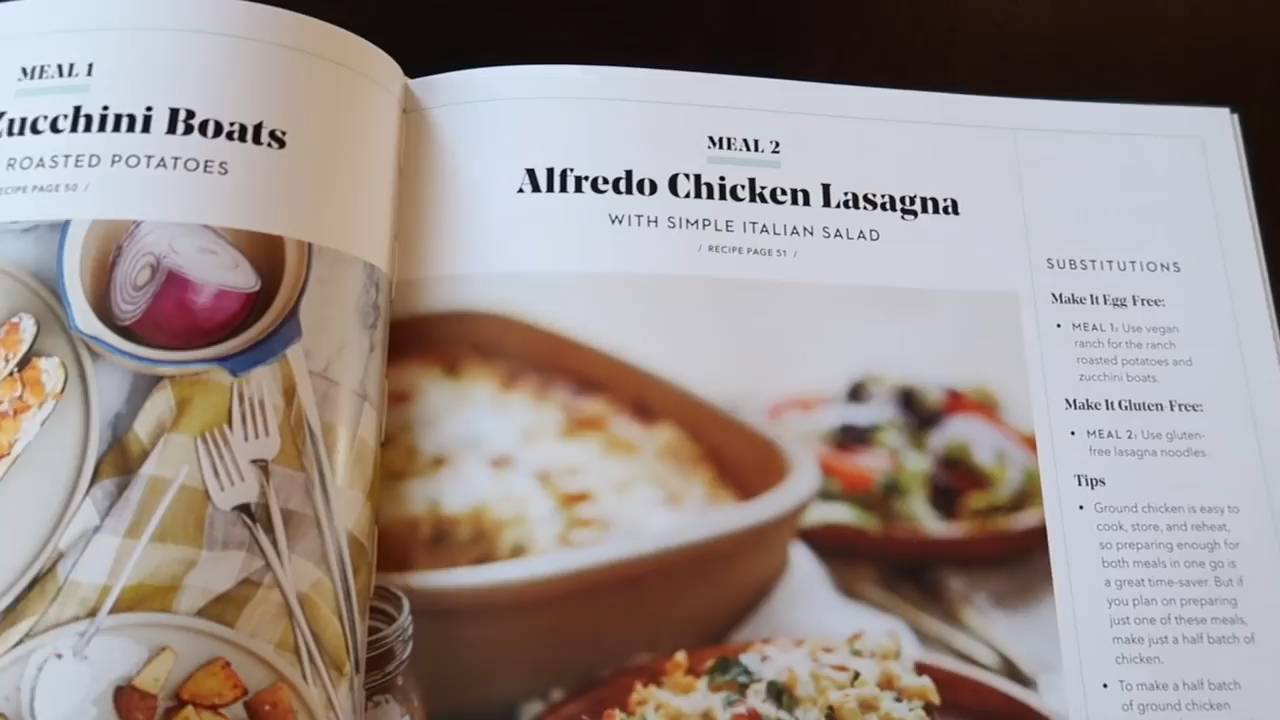 MEAL 1
Zucchini Boats
ROASTED POTATOES
RECIPE PAGE 50 /
MEAL 2
Alfredo Chicken Lasagna
WITH SIMPLE ITALIAN SALAD
/ RECIPE PAGE 51 /
SUBSTITUTIONS
Make It Egg-Free:
• MEAL 1: Use vegan
ranch for the ranch
roasted potatoes and
zucchini boats.
Make It Gluten-Free:
• MEAL 2: Use gluten-
free lasagna noodles.
Tips
• Ground chicken is easy to
cook, store, and reheat,
so preparing enough for
both meals in one go is
a great time-saver. But if
you plan on preparing
just one of these meals,
make just a half batch of
chicken.
• To make a half batch
of ground chicken